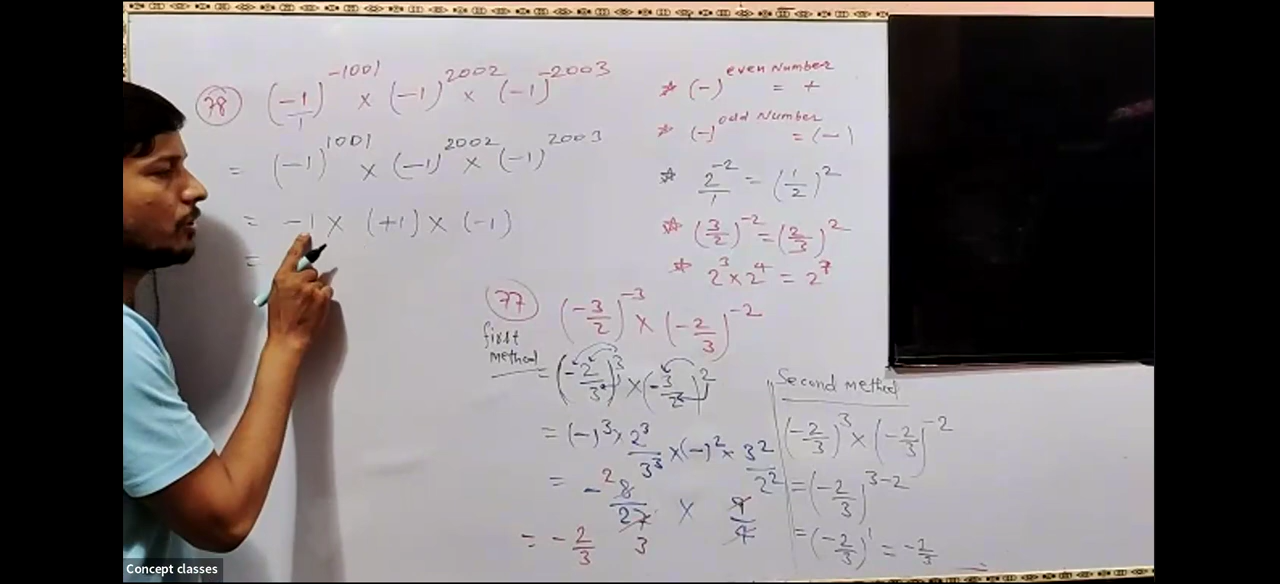 78 (-1/1)^-1001 × (-1)^2002 × (-1)^-2003
= (-1)^1001 × (-1)^2002 × (-1)^2003
= -1 × (+1) × (-1)
=
☆ (-)^even Number = +
☆ (-)^odd Number = (-)
☆ 2^-2/1 = (1/2)^2
☆ (3/2)^-2 = (2/3)^2
☆ 2^3 × 2^4 = 2^7
77 (-3/2)^-3 × (-2/3)^-2
first
method
= (-2/3)^3 × (-3/2)^2
= (-)^3 × 2^3/3^3 × (-)^2 × 3^2/2^2
= -8/27 × 9/4
2
3
= -2/3
Second method
(-2/3)^3 × (-2/3)^-2
= (-2/3)^3-2
= (-2/3)^1 = -2/3
Concept classes